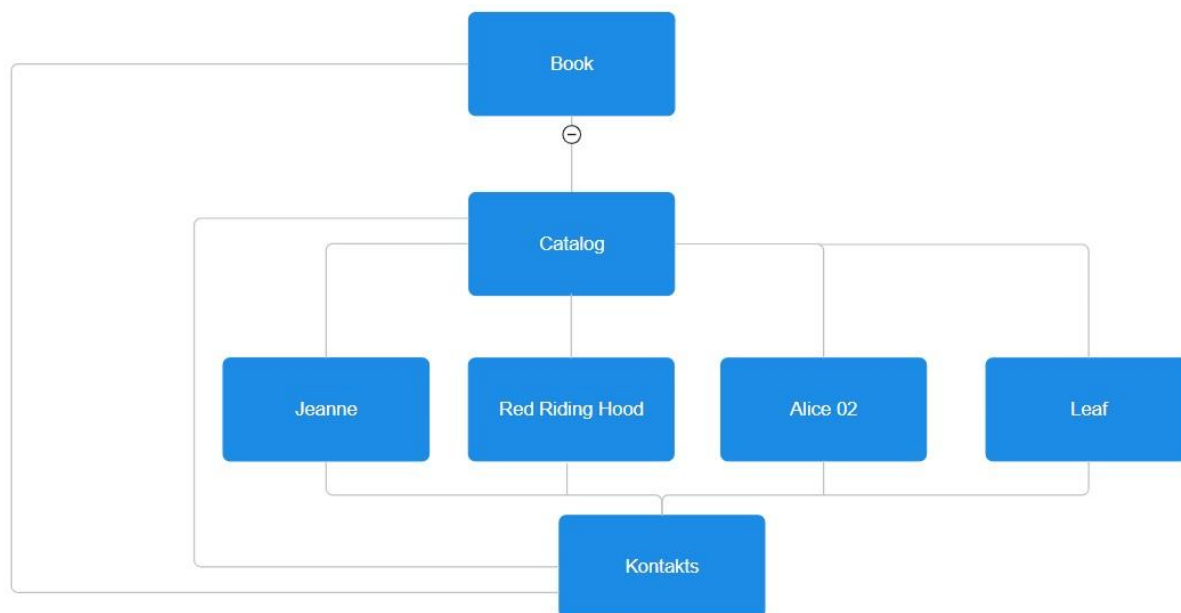 Book
Catalog
Jeanne
Red Riding Hood
Alice 02
Leaf
Kontakts